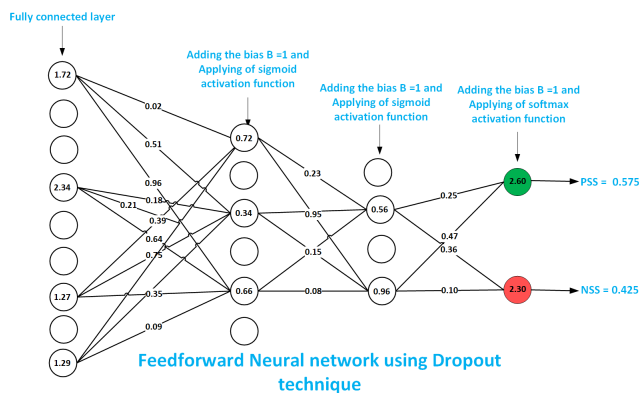 Fully connected layer
Adding the bias B =1 and
Applying of sigmoid
activation function
Adding the bias B =1 and
Applying of sigmoid
activation function
Adding the bias B =1 and
Applying of softmax
activation function
1.72
2.34
1.27
1.29
0.02
0.51
0.96
0.18
0.21
0.39
0.64
0.75
0.35
0.09
0.72
0.34
0.66
0.23
0.95
0.15
0.08
0.56
0.96
0.25
0.47
0.36
0.10
2.60
2.30
PSS = 0.575
NSS = 0.425
Feedforward Neural network using Dropout
technique